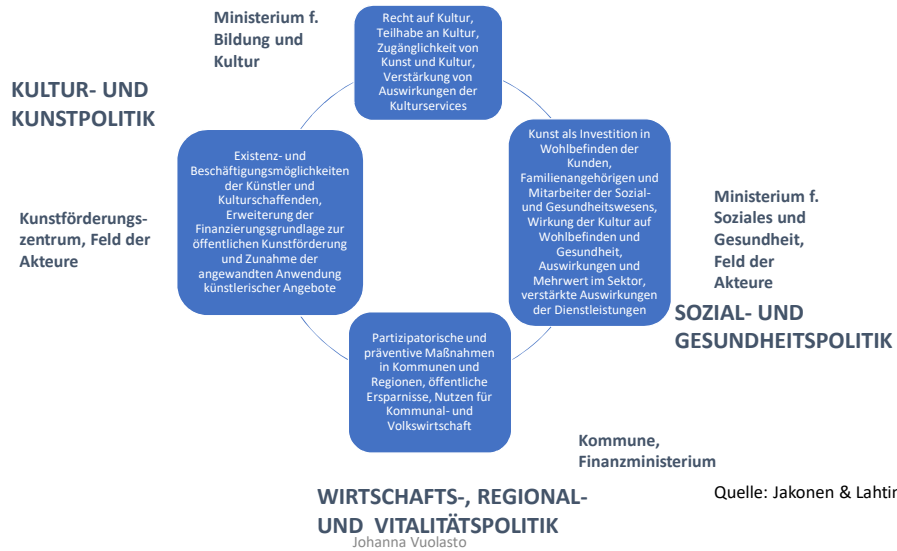 Ministerium f.
Bildung und
Kultur
Recht auf Kultur,
Teilhabe an Kultur,
Zugänglichkeit von
Kunst und Kultur,
Verstärkung von
Auswirkungen der
Kulturservices
KULTUR- UND
KUNSTPOLITIK
Existenz- und
Beschäftigungsmöglichkeiten
der Künstler und
Kulturschaffenden,
Erweiterung der
Finanzierungsgrundlage zur
öffentlichen Kunstförderung
und Zunahme der
angewandten Anwendung
künstlerischer Angebote
Kunst als Investition in
Wohlbefinden der
Kunden,
Familienangehörigen und
Mitarbeiter der Sozial-
und Gesundheitswesens,
Wirkung der Kultur auf
Wohlbefinden und
Gesundheit,
Auswirkungen und
Mehrwert im Sektor,
verstärkte Auswirkungen
der Dienstleistungen
Kunstförderungs-
zentrum, Feld der
Akteure
Ministerium f.
Soziales und
Gesundheit,
Feld der
Akteure
SOZIAL- UND
GESUNDHEITSPOLITIK
Partizipatorische und
präventive Maßnahmen
in Kommunen und
Regionen, öffentliche
Ersparnisse, Nutzen für
Kommunal- und
Volkswirtschaft
Kommune,
Finanzministerium
Quelle: Jakonen & Lahtin
WIRTSCHAFTS-, REGIONAL-
UND VITALITÄTSPOLITIK
Johanna Vuolasto